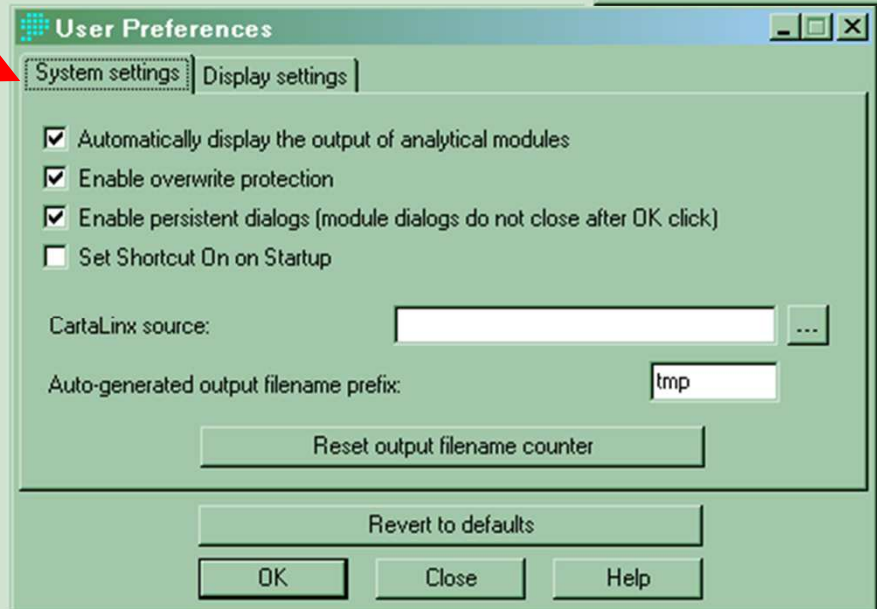 User Preferences
System settings Display settings
Automatically display the output of analytical modules
Enable overwrite protection
Enable persistent dialogs (module dialogs do not close after OK click)
Set Shortcut On on Startup
CartaLinx source: ...
Auto-generated output filename prefix: tmp
Reset output filename counter
Revert to defaults
OK Close Help